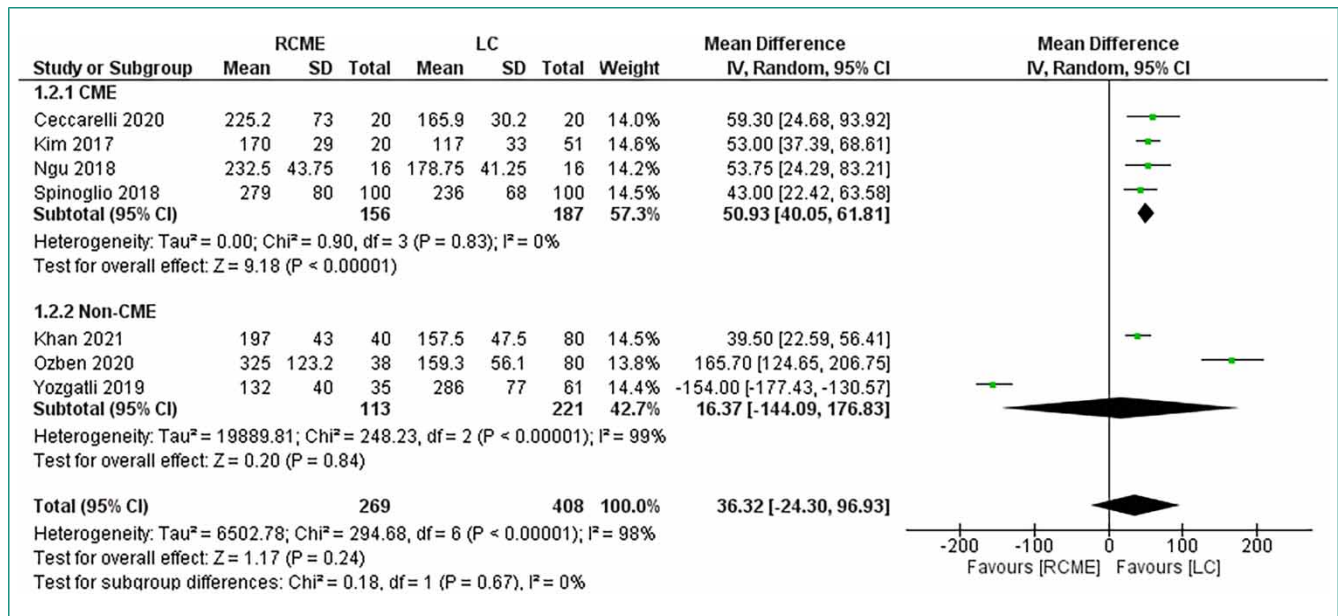 RCME LC Mean Difference Mean Difference
Study or Subgroup Mean SD Total Mean SD Total Weight IV, Random, 95% CI IV, Random, 95% CI
1.2.1 CME
Ceccarelli 2020 225.2 73 20 165.9 30.2 20 14.0% 59.30 [24.68, 93.92]
Kim 2017 170 29 20 117 33 51 14.6% 53.00 [37.39, 68.61]
Ngu 2018 232.5 43.75 16 178.75 41.25 16 14.2% 53.75 [24.29, 83.21]
Spinoglio 2018 279 80 100 236 68 100 14.5% 43.00 [22.42, 63.58]
Subtotal (95% CI) 156 187 57.3% 50.93 [40.05, 61.81]
Heterogeneity: Tau² = 0.00; Chi² = 0.90, df = 3 (P = 0.83); I² = 0%
Test for overall effect: Z = 9.18 (P < 0.00001)
1.2.2 Non-CME
Khan 2021 197 43 40 157.5 47.5 80 14.5% 39.50 [22.59, 56.41]
Ozben 2020 325 123.2 38 159.3 56.1 80 13.8% 165.70 [124.65, 206.75]
Yozgatli 2019 132 40 35 286 77 61 14.4% -154.00 [-177.43, -130.57]
Subtotal (95% CI) 113 221 42.7% 16.37 [-144.09, 176.83]
Heterogeneity: Tau² = 19889.81; Chi² = 248.23, df = 2 (P < 0.00001); I² = 99%
Test for overall effect: Z = 0.20 (P = 0.84)
Total (95% CI) 269 408 100.0% 36.32 [-24.30, 96.93]
Heterogeneity: Tau² = 6502.78; Chi² = 294.68, df = 6 (P < 0.00001); I² = 98%
Test for overall effect: Z = 1.17 (P = 0.24)
Test for subgroup differences: Chi² = 0.18, df = 1 (P = 0.67), I² = 0%
-200 -100 0 100 200
Favours [RCME] Favours [LC]